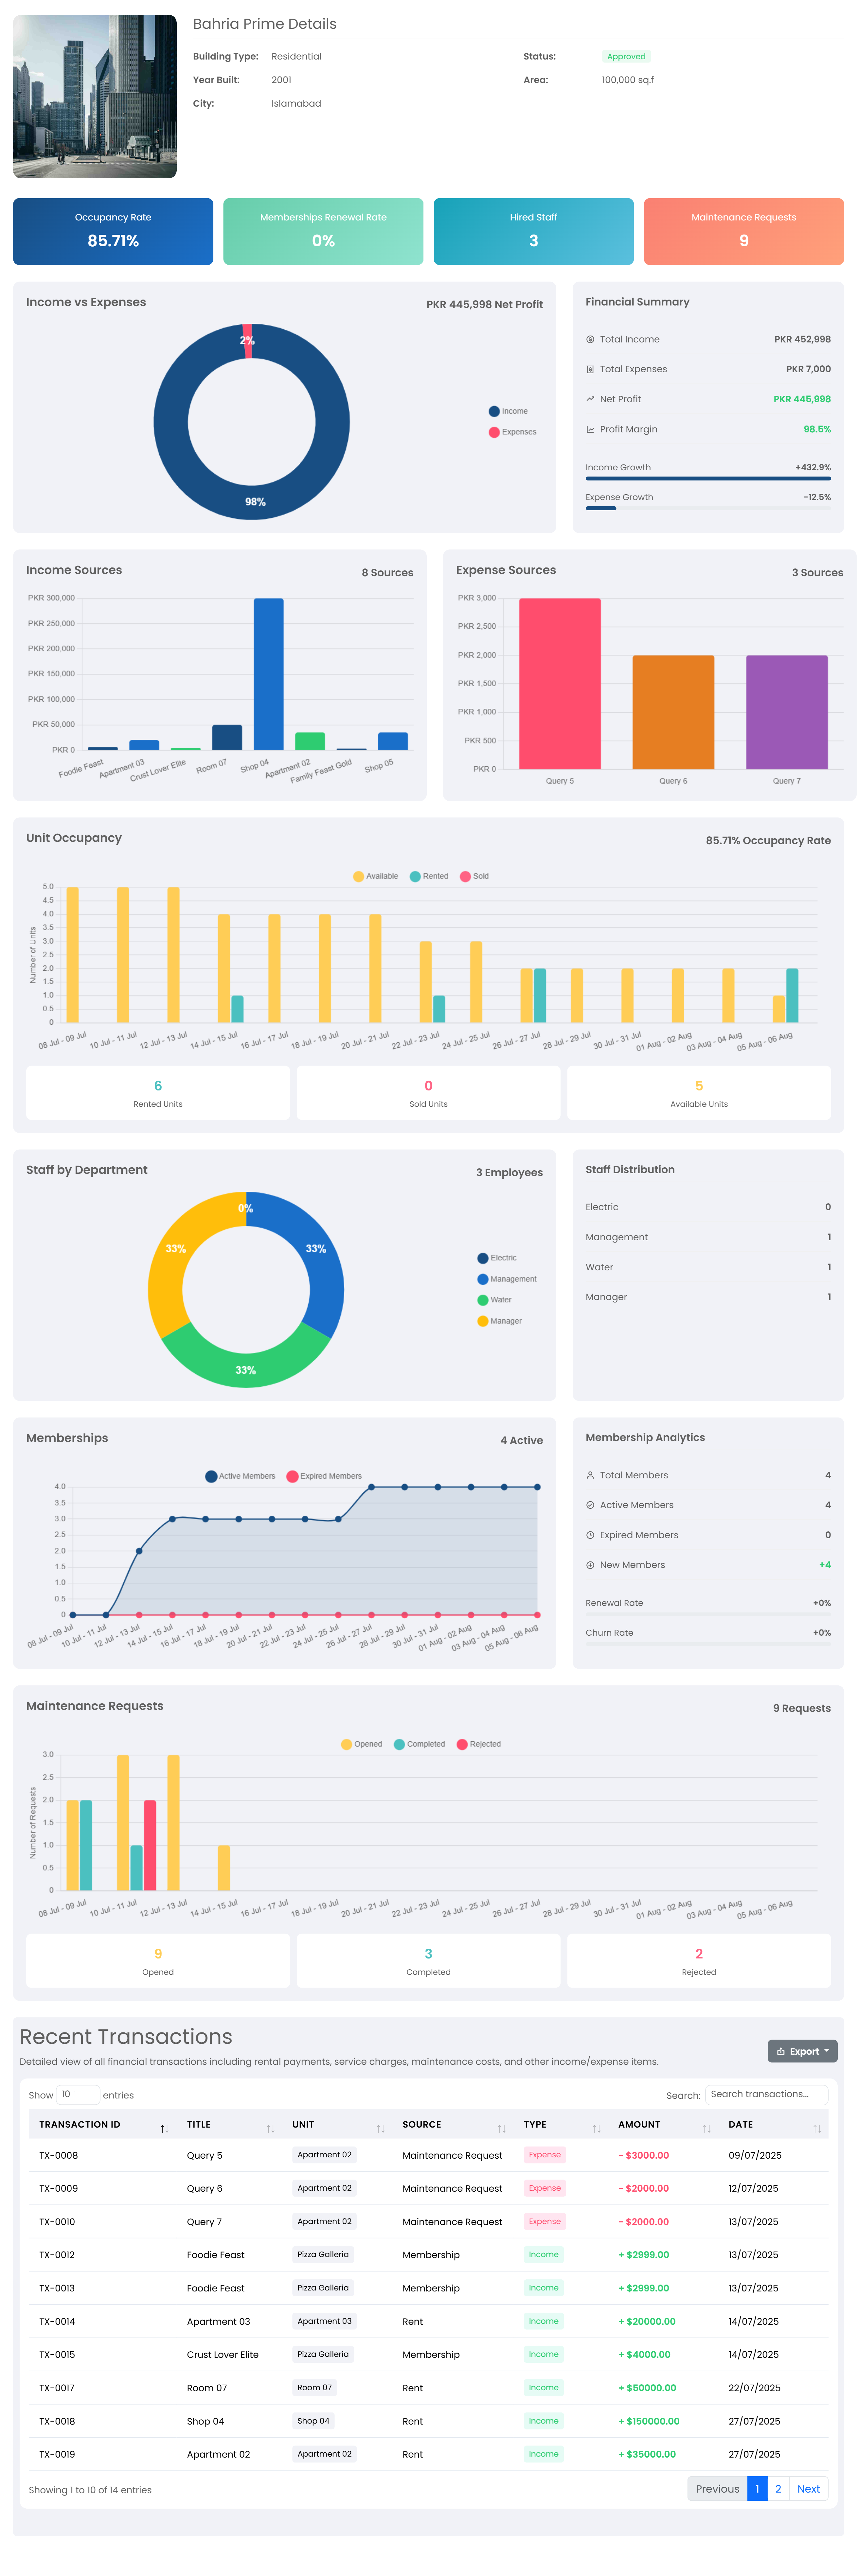 Bahria Prime Details
Building Type: Residential Status: Approved
Year Built: 2001 Area: 100,000 sq.f
City: Islamabad
Occupancy Rate Memberships Renewal Rate Hired Staff Maintenance Requests
85.71% 0% 3 9
Income vs Expenses PKR 445,998 Net Profit
2%
98%
Income
Expenses
Financial Summary
Total Income PKR 452,998
Total Expenses PKR 7,000
Net Profit PKR 445,998
Profit Margin 98.5%
Income Growth +432.9%
Expense Growth -12.5%
Income Sources 8 Sources
PKR 300,000
PKR 250,000
PKR 200,000
PKR 150,000
PKR 100,000
PKR 50,000
PKR 0
Foodie Feast Apartment 03 Crust Lover Elite Room 07 Shop 04 Apartment 02 Family Feast Gold Shop 05
Expense Sources 3 Sources
PKR 3,000
PKR 2,500
PKR 2,000
PKR 1,500
PKR 1,000
PKR 500
PKR 0
Query 5 Query 6 Query 7
Unit Occupancy 85.71% Occupancy Rate
Available Rented Sold
Number of Units
5.0
4.5
4.0
3.5
3.0
2.5
2.0
1.5
1.0
0.5
0
08 Jul - 09 Jul 10 Jul - 11 Jul 12 Jul - 13 Jul 14 Jul - 15 Jul 16 Jul - 17 Jul 18 Jul - 19 Jul 20 Jul - 21 Jul 22 Jul - 23 Jul 24 Jul - 25 Jul 26 Jul - 27 Jul 28 Jul - 29 Jul 30 Jul - 31 Jul 01 Aug - 02 Aug 03 Aug - 04 Aug 05 Aug - 06 Aug
6 0 5
Rented Units Sold Units Available Units
Staff by Department 3 Employees
0%
33% 33%
33%
Electric
Management
Water
Manager
Staff Distribution
Electric 0
Management 1
Water 1
Manager 1
Memberships 4 Active
Active Members Expired Members
4.0
3.5
3.0
2.5
2.0
1.5
1.0
0.5
0
08 Jul - 09 Jul 10 Jul - 11 Jul 12 Jul - 13 Jul 14 Jul - 15 Jul 16 Jul - 17 Jul 18 Jul - 19 Jul 20 Jul - 21 Jul 22 Jul - 23 Jul 24 Jul - 25 Jul 26 Jul - 27 Jul 28 Jul - 29 Jul 30 Jul - 31 Jul 01 Aug - 02 Aug 03 Aug - 04 Aug 05 Aug - 06 Aug
Membership Analytics
Total Members 4
Active Members 4
Expired Members 0
New Members +4
Renewal Rate +0%
Churn Rate +0%
Maintenance Requests 9 Requests
Opened Completed Rejected
Number of Requests
3.0
2.5
2.0
1.5
1.0
0.5
0
08 Jul - 09 Jul 10 Jul - 11 Jul 12 Jul - 13 Jul 14 Jul - 15 Jul 16 Jul - 17 Jul 18 Jul - 19 Jul 20 Jul - 21 Jul 22 Jul - 23 Jul 24 Jul - 25 Jul 26 Jul - 27 Jul 28 Jul - 29 Jul 30 Jul - 31 Jul 01 Aug - 02 Aug 03 Aug - 04 Aug 05 Aug - 06 Aug
9 3 2
Opened Completed Rejected
Recent Transactions
Detailed view of all financial transactions including rental payments, service charges, maintenance costs, and other income/expense items.
Export
Show 10 entries Search: Search transactions...
TRANSACTION ID TITLE UNIT SOURCE TYPE AMOUNT DATE
TX-0008 Query 5 Apartment 02 Maintenance Request Expense - $3000.00 09/07/2025
TX-0009 Query 6 Apartment 02 Maintenance Request Expense - $2000.00 12/07/2025
TX-0010 Query 7 Apartment 02 Maintenance Request Expense - $2000.00 13/07/2025
TX-0012 Foodie Feast Pizza Galleria Membership Income + $2999.00 13/07/2025
TX-0013 Foodie Feast Pizza Galleria Membership Income + $2999.00 13/07/2025
TX-0014 Apartment 03 Apartment 03 Rent Income + $20000.00 14/07/2025
TX-0015 Crust Lover Elite Pizza Galleria Membership Income + $4000.00 14/07/2025
TX-0017 Room 07 Room 07 Rent Income + $50000.00 22/07/2025
TX-0018 Shop 04 Shop 04 Rent Income + $150000.00 27/07/2025
TX-0019 Apartment 02 Apartment 02 Rent Income + $35000.00 27/07/2025
Showing 1 to 10 of 14 entries Previous 1 2 Next